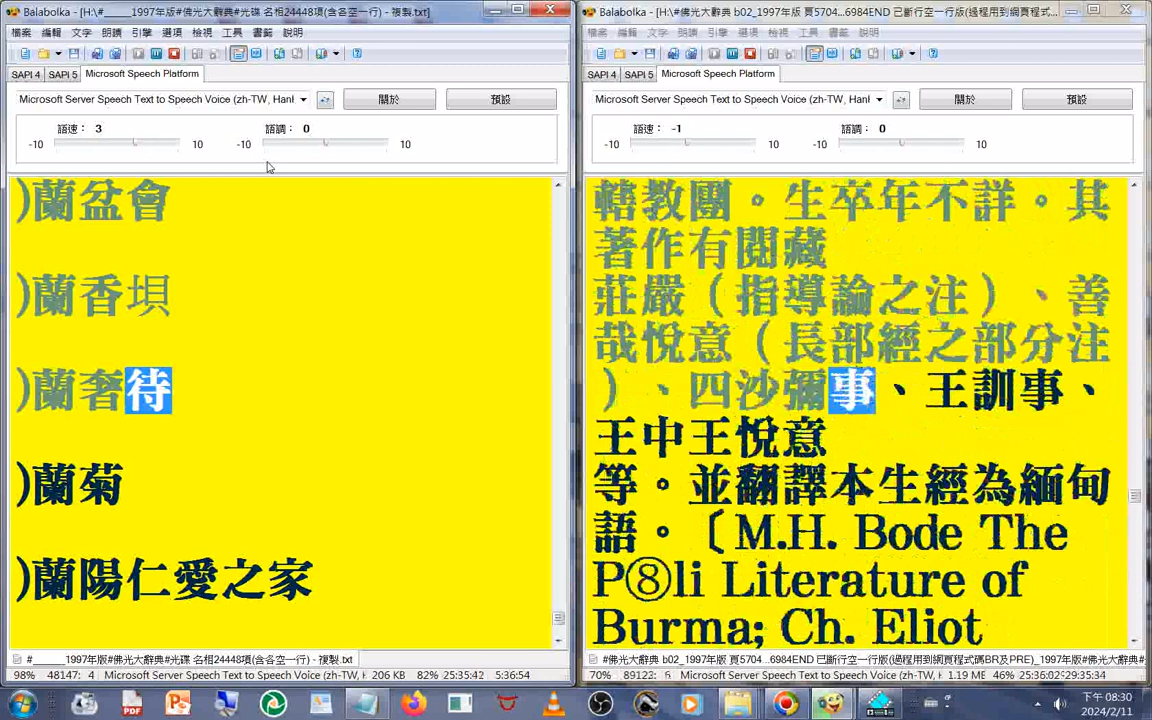 Balabolka - [H:\#_____1997年版#佛光大辭典#光碟 名相24448項(含各空一行) - 複製.txt]
檔案 編輯 文字 朗讀 引擎 選項 檢視 工具 書籤 說明
SAPI 4 SAPI 5 Microsoft Speech Platform
Microsoft Server Speech Text to Speech Voice (zh-TW, Hanl
關於
預設
語速： 3
語調： 0
-10 10 -10 10
)蘭盆會
)蘭香垻
)蘭奢待
)蘭菊
)蘭陽仁愛之家
#_____1997年版#佛光大辭典#光碟 名相24448項(含各空一行) - 複製.txt
98% 48147: 4 Microsoft Server Speech Text to Speech Voice (zh-TW, H 206 KB 82% 25:35:42 5:36:54
Balabolka - [H:\#佛光大辭典 b02_1997年版 頁5704...6984END 已斷行空一行版(過程用到網頁程式...
檔案 編輯 文字 朗讀 引擎 選項 檢視 工具 書籤 說明
SAPI 4 SAPI 5 Microsoft Speech Platform
Microsoft Server Speech Text to Speech Voice (zh-TW, Hanl
關於
預設
語速： -1
語調： 0
-10 10 -10 10
轄教團。生卒年不詳。其
著作有閱藏
莊嚴（指導論之注）、善
哉悅意（長部經之部分注
）、四沙彌事、王訓事、
王中王悅意
等。並翻譯本生經為緬甸
語。〔M.H. Bode The
P⑧li Literature of
Burma; Ch. Eliot
#佛光大辭典 b02_1997年版 頁5704...6984END 已斷行空一行版(過程用到網頁程式碼BR及PRE)_1997年版#佛光大辭典#
70% 89122: 6 Microsoft Server Speech Text to Speech Voice (zh-TW, H 1.19 MB 46% 25:36:02 29:35:34
下午 08:30
2024/2/11